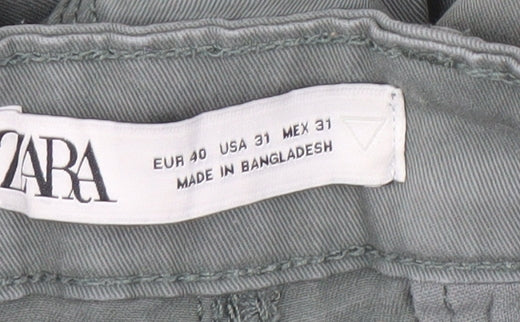 ZARA
EUR 40 USA 31 MEX 31
MADE IN BANGLADESH